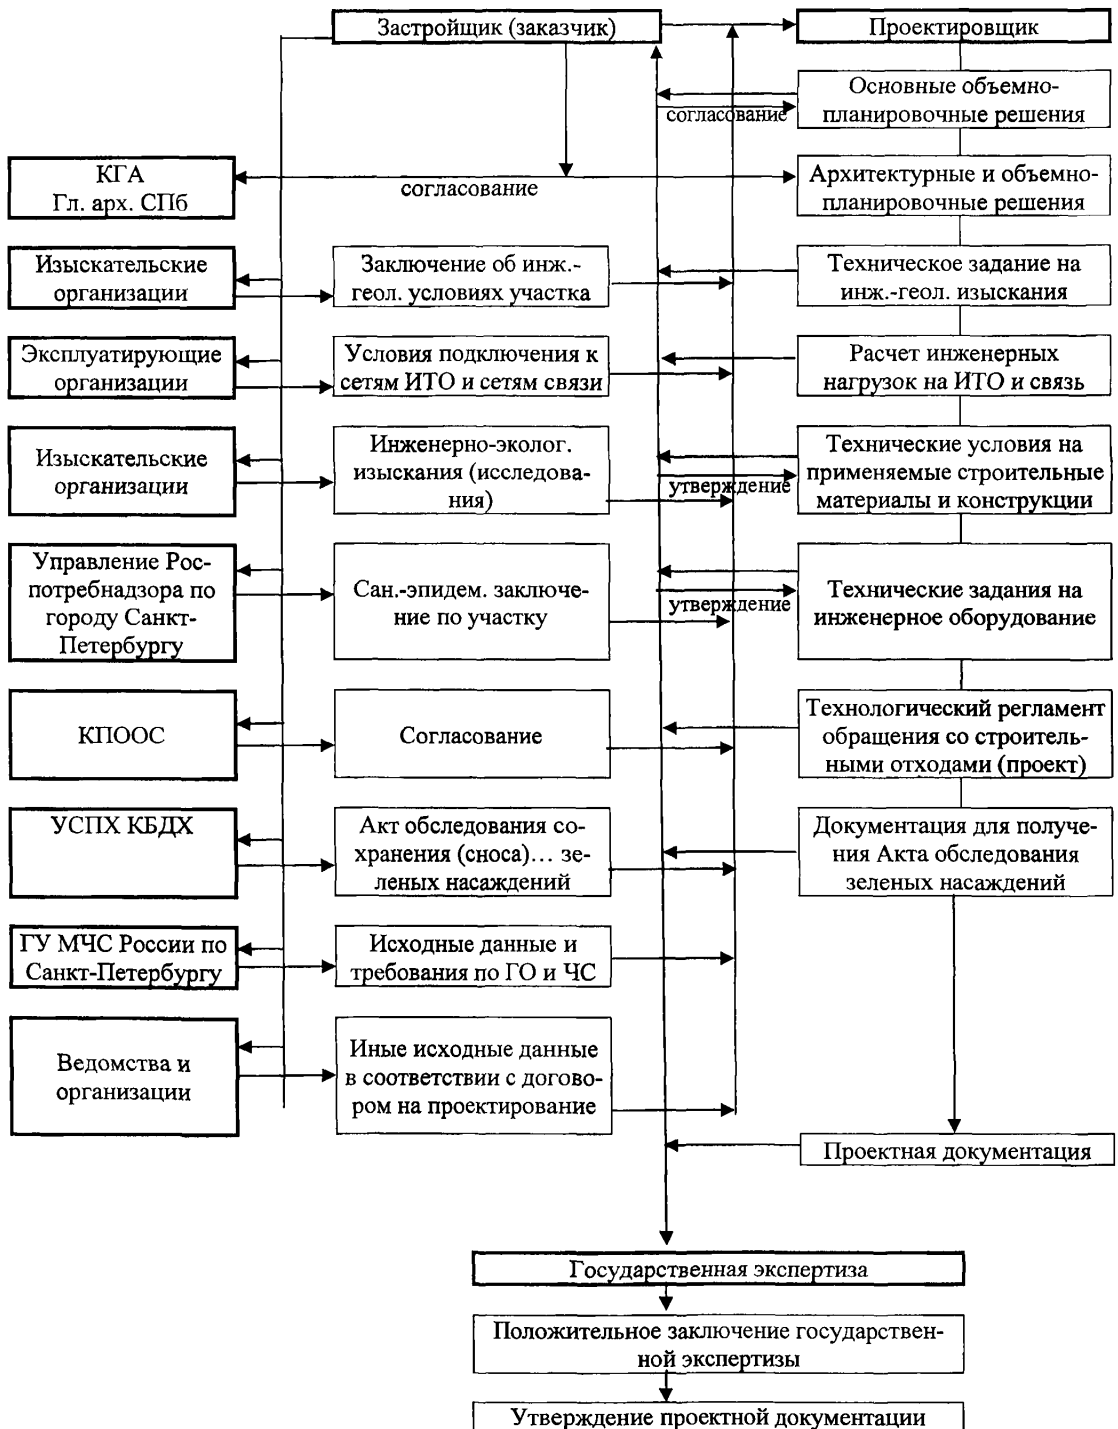 Застройщик (заказчик)
Проектировщик
Основные объемно-
планировочные решения
согласование
КГА
Гл. арх. СПб
согласование
Архитектурные и объемно-
планировочные решения
Изыскательские
организации
Заключение об инж.-
геол. условиях участка
Техническое задание на
инж.-геол. изыскания
Эксплуатирующие
организации
Условия подключения к
сетям ИТО и сетям связи
Расчет инженерных
нагрузок на ИТО и связь
Изыскательские
организации
Инженерно-эколог.
изыскания (исследова-
ния)
утверждение
Технические условия на
применяемые строительные
материалы и конструкции
Управление Рос-
потребнадзора по
городу Санкт-
Петербургу
Сан.-эпидем. заключе-
ние по участку
утверждение
Технические задания на
инженерное оборудование
КПООС
Согласование
Технологический регламент
обращения со строитель-
ными отходами (проект)
УСПХ КБДХ
Акт обследования со-
хранения (сноса)… зе-
леных насаждений
Документация для получе-
ния Акта обследования
зеленых насаждений
ГУ МЧС России по
Санкт-Петербургу
Исходные данные и
требования по ГО и ЧС
Ведомства и
организации
Иные исходные данные
в соответствии с догово-
ром на проектирование
Проектная документация
Государственная экспертиза
Положительное заключение государствен-
ной экспертизы
Утверждение проектной документации